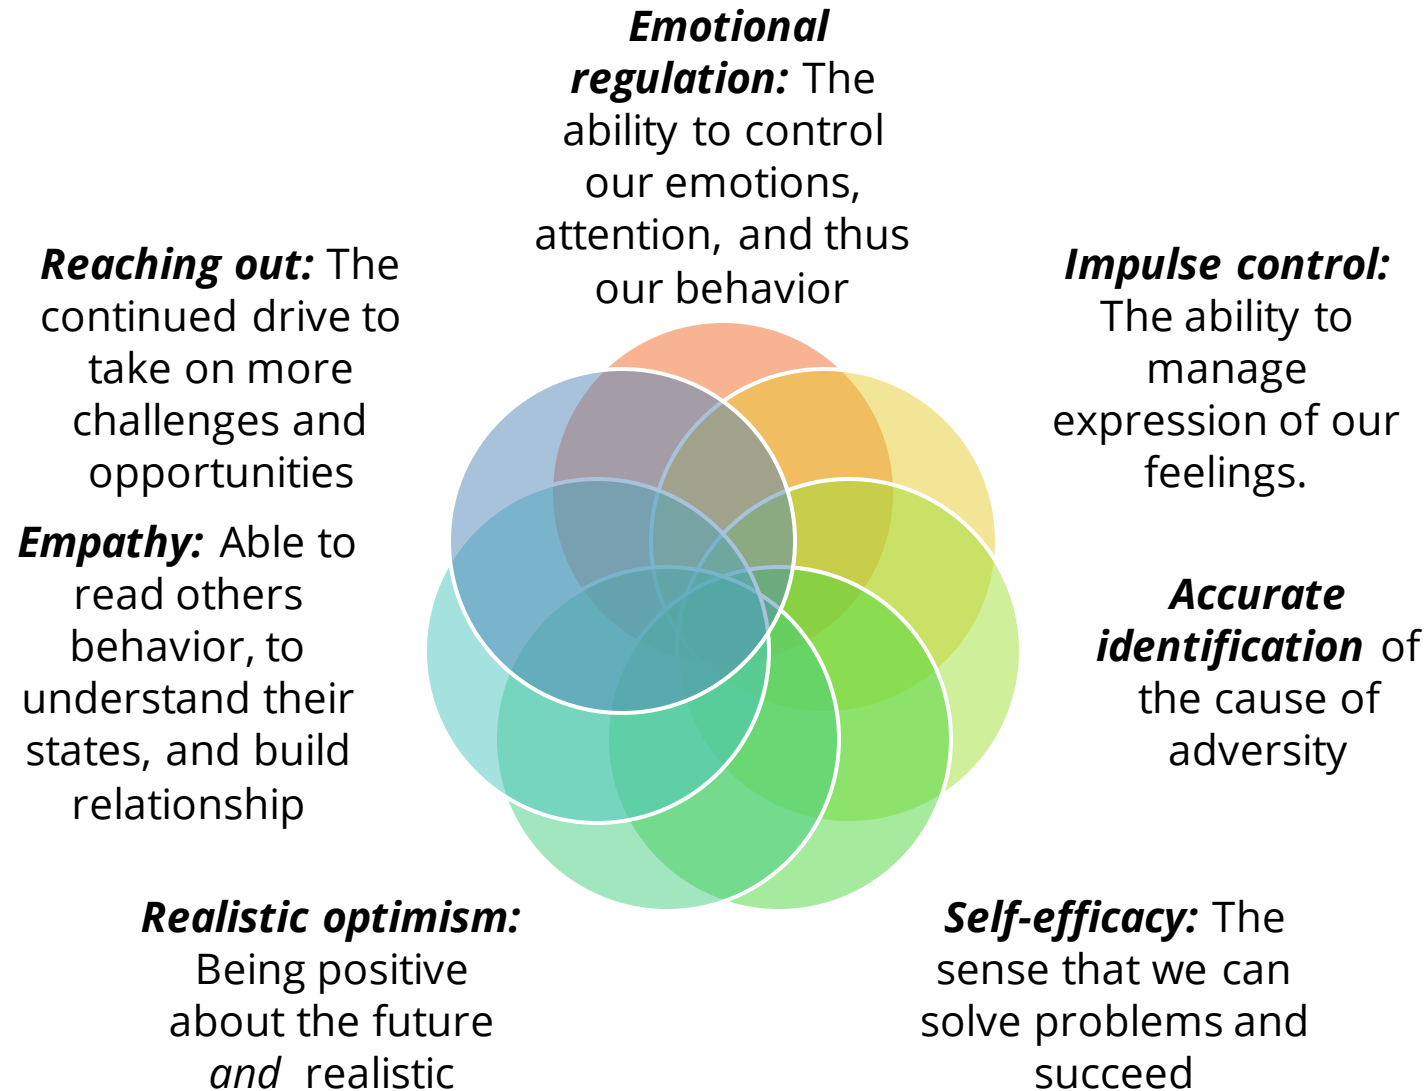 Emotional
regulation: The
ability to control
our emotions,
attention, and thus
our behavior
Impulse control:
The ability to
manage
expression of our
feelings.
Accurate
identification of
the cause of
adversity
Self-efficacy: The
sense that we can
solve problems and
succeed
Realistic optimism:
Being positive
about the future
and realistic
Empathy: Able to
read others
behavior, to
understand their
states, and build
relationship
Reaching out: The
continued drive to
take on more
challenges and
opportunities